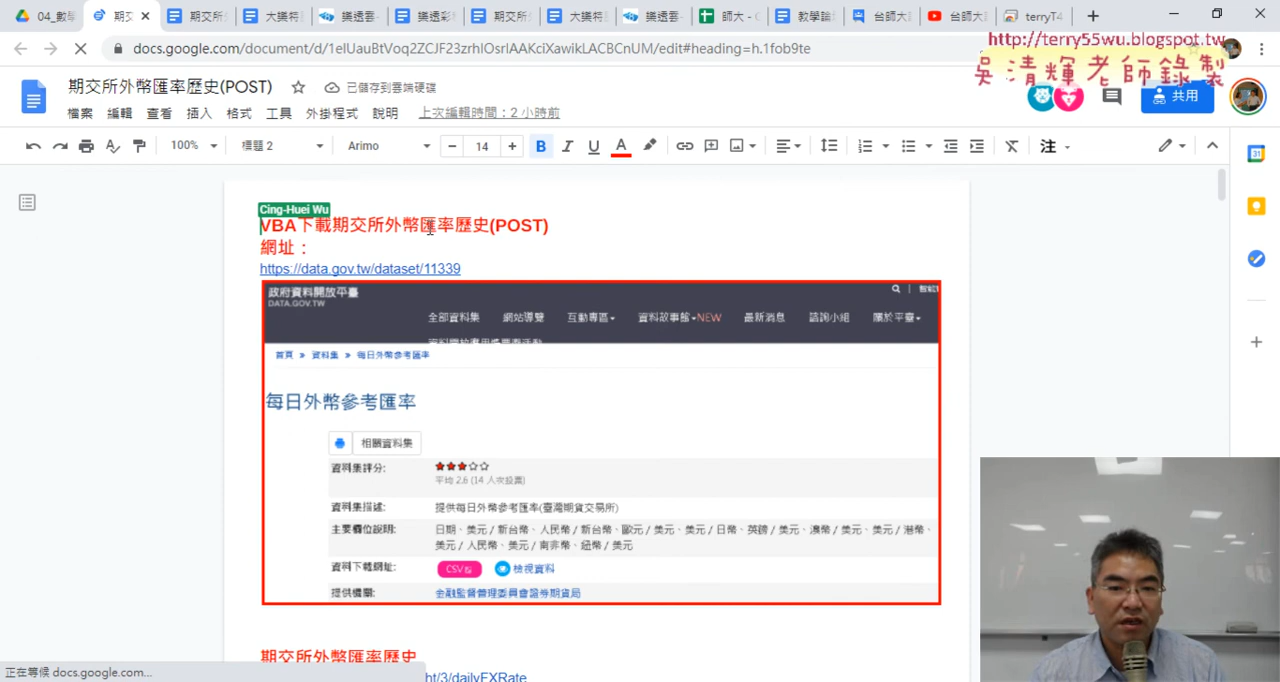 04_數
期交
期交所
大樂
樂透雲
樂透彩
期交所
大樂
樂透雲
師大 -
教學論
台師大
台師大
terryT4
docs.google.com/document/d/1elUauBtVoq2ZCJF23zrhIOsrlAAKciXawikLACBCnUM/edit#heading=h.1fob9te
http://terry55wu.blogspot.tw
吳清輝老師錄製
期交所外幣匯率歷史(POST)
已儲存到雲端硬碟
檔案 編輯 查看 插入 格式 工具 外掛程式 說明 上次編輯時間：2 小時前
共用
100% 標題 2 Arimo 14 B I U A 注
31
Cing-Huei Wu
VBA下載期交所外幣匯率歷史(POST)
網址：
https://data.gov.tw/dataset/11339
政府資料開放平臺
DATA.GOV.TW
全部資料集 網站導覽 互動專區 資料故事館 NEW 最新消息 諮詢小組 關於平臺
首頁 » 資料集 » 每日外幣參考匯率
每日外幣參考匯率
相關資料集
資料集評分:
平均 2.6 (14 人次投票)
資料集描述: 提供每日外幣參考匯率(臺灣期貨交易所)
主要欄位說明: 日期、美元／新台幣、人民幣／新台幣、歐元／美元、美元／日幣、英鎊／美元、澳幣／美元、美元／港幣、
美元／人民幣、美元／南非幣、紐幣／美元
資料下載網址: CSV 檢視資料
提供機關: 金融監督管理委員會證券期貨局
期交所外幣匯率歷史
ht/3/dailyFXRate
正在等候 docs.google.com...